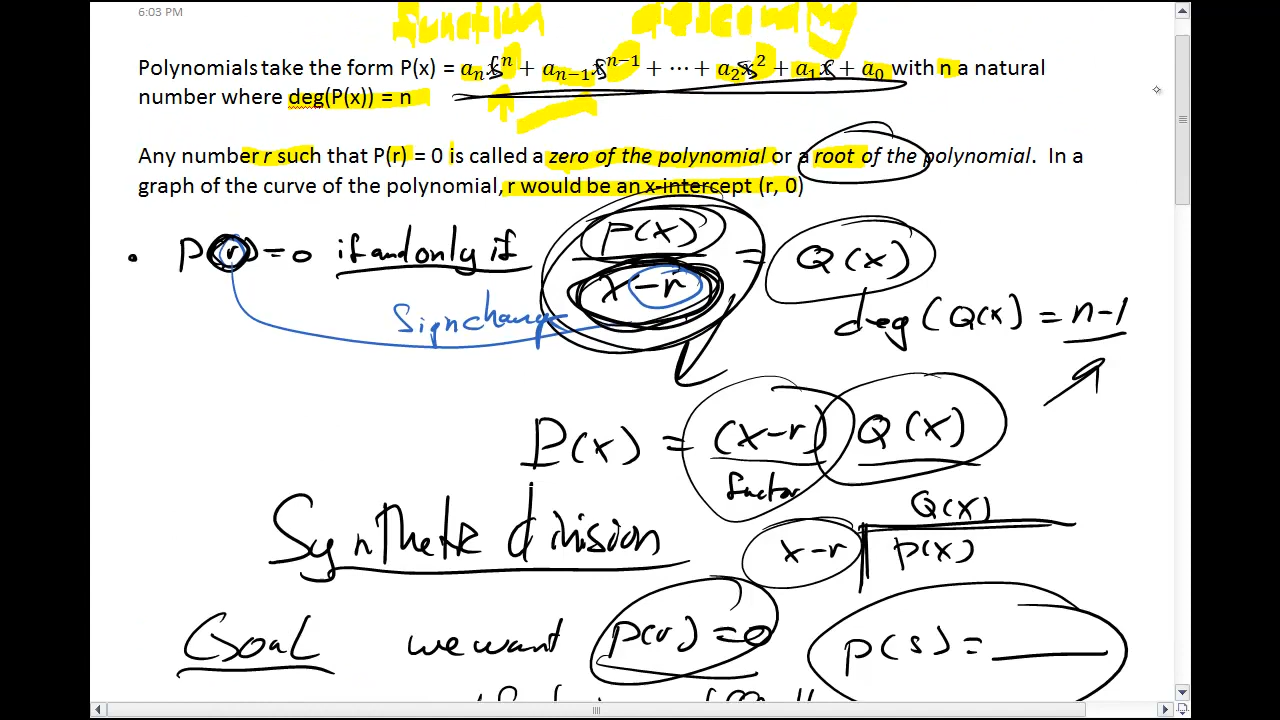 6:03 PM
function
Polynomials take the form P(x) = aₙxⁿ + aₙ₋₁xⁿ⁻¹ + ⋯ + a₂x² + a₁x + a₀ with n a natural
number where deg(P(x)) = n
Any number r such that P(r) = 0 is called a zero of the polynomial or a root of the polynomial. In a
graph of the curve of the polynomial, r would be an x-intercept (r, 0)
• P(r) = 0 if and only if P(x) / x - r = Q(x)
Sign change
deg(Q(x)) = n-1
P(x) = (x-r) Q(x)
factor
Synthetic division
Q(x)
x-r P(x)
Goal we want P(r) = 0 P(s) = ___